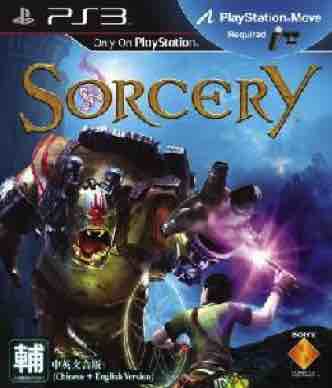 PS3
PlayStation®Move
Required
Only On PlayStation®
SORCERY
輔
中英文合版
(Chinese + English Version)
SONY